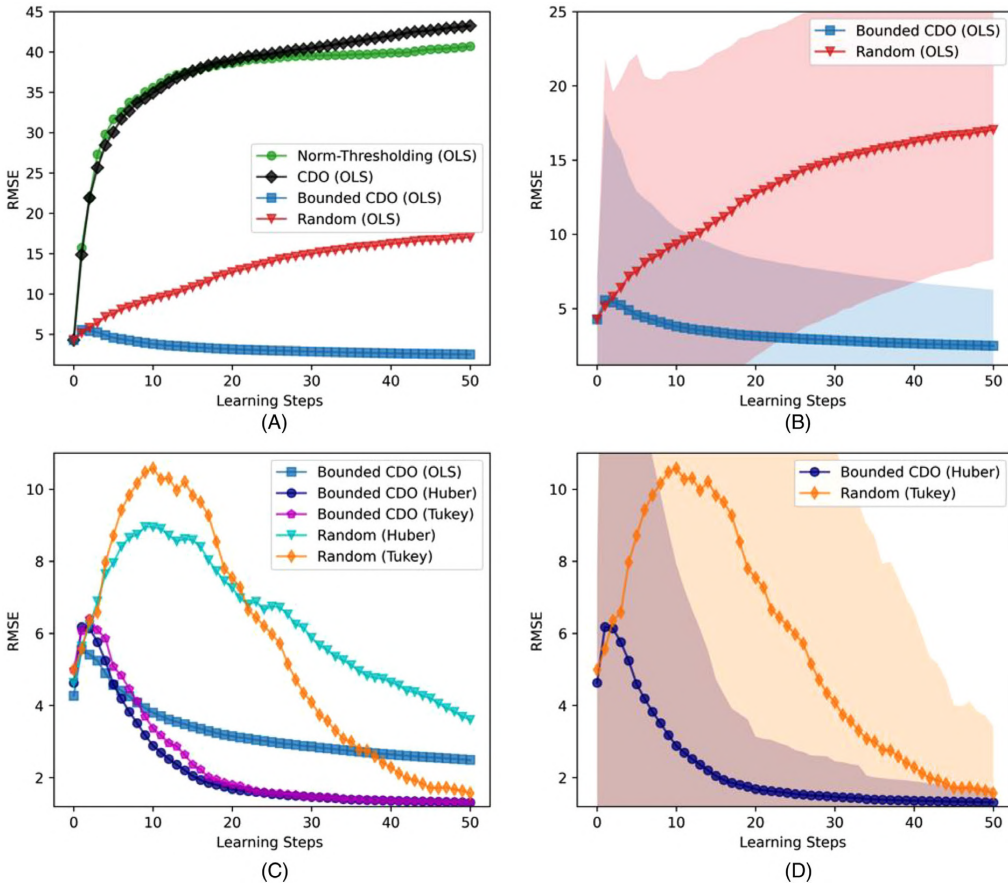 45
40
35
30
25
20
15
10
5
RMSE
Norm-Thresholding (OLS)
CDO (OLS)
Bounded CDO (OLS)
Random (OLS)
0 10 20 30 40 50
Learning Steps
(A)
25
20
15
10
5
RMSE
Bounded CDO (OLS)
Random (OLS)
0 10 20 30 40 50
Learning Steps
(B)
10
8
6
4
2
RMSE
Bounded CDO (OLS)
Bounded CDO (Huber)
Bounded CDO (Tukey)
Random (Huber)
Random (Tukey)
0 10 20 30 40 50
Learning Steps
(C)
10
8
6
4
2
RMSE
Bounded CDO (Huber)
Random (Tukey)
0 10 20 30 40 50
Learning Steps
(D)